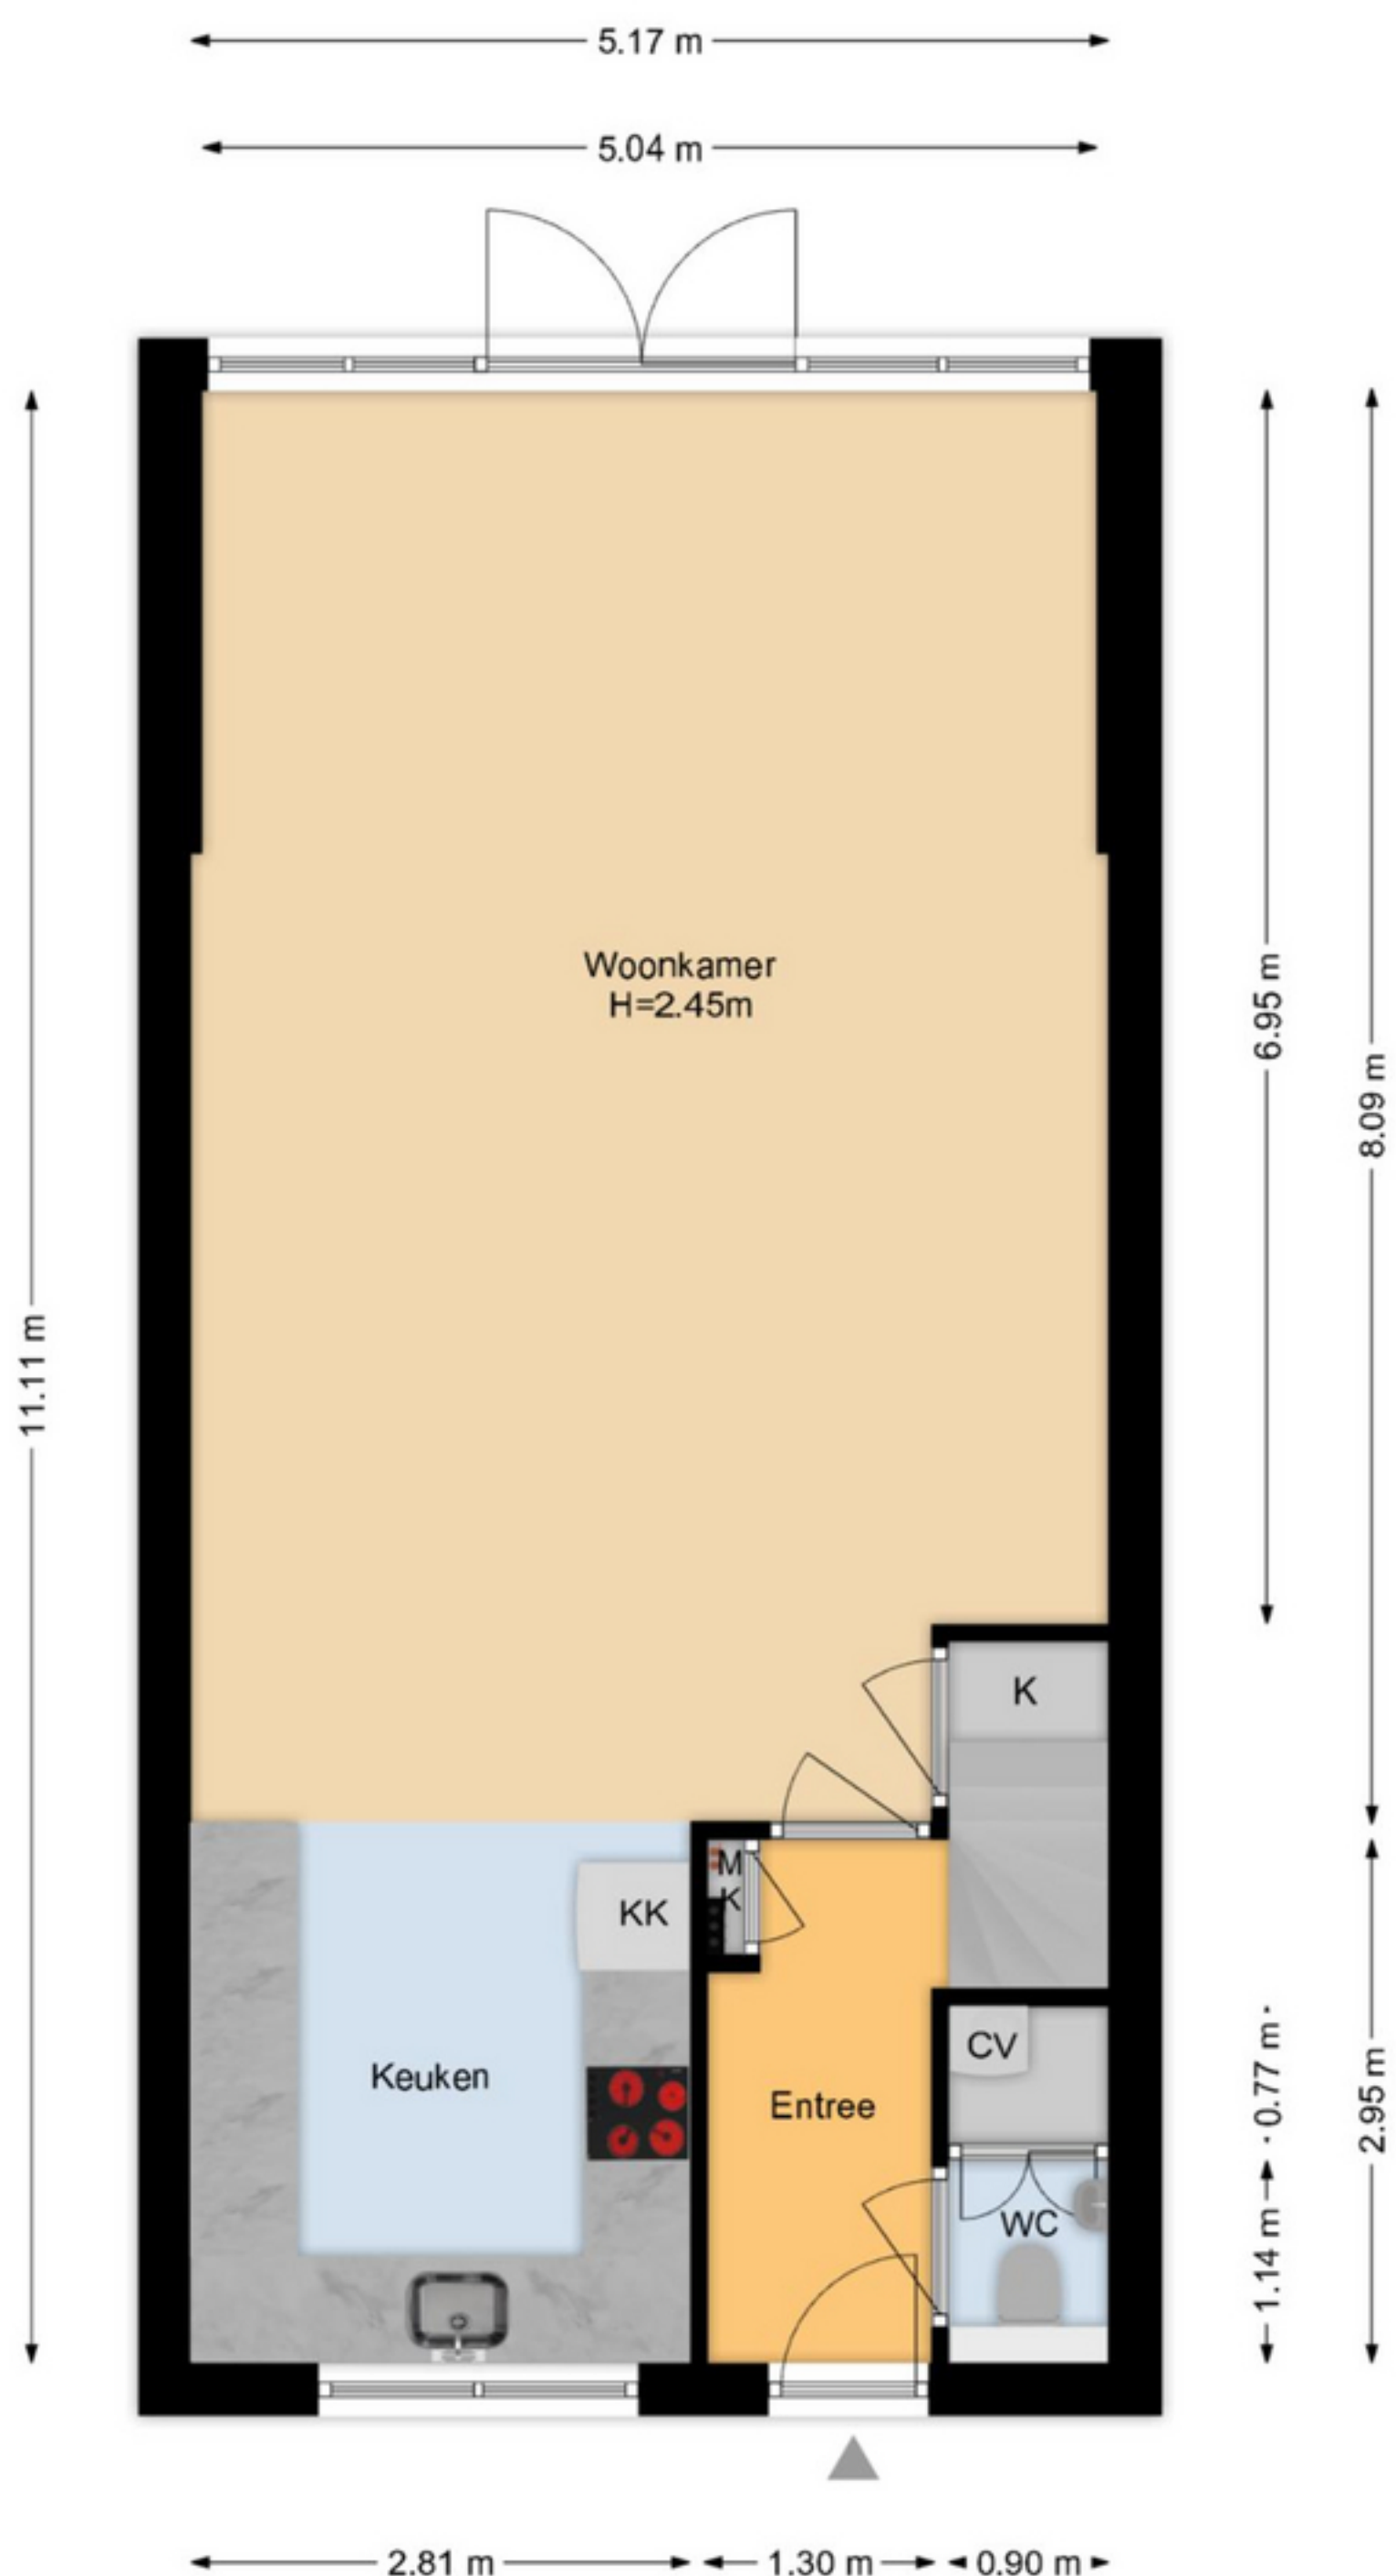 5.17 m
5.04 m
Woonkamer
H=2.45m
6.95 m
8.09 m
11.11 m
K
M
K
KK
CV
Keuken
Entree
0.77 m
2.95 m
WC
1.14 m
2.81 m
1.30 m
0.90 m